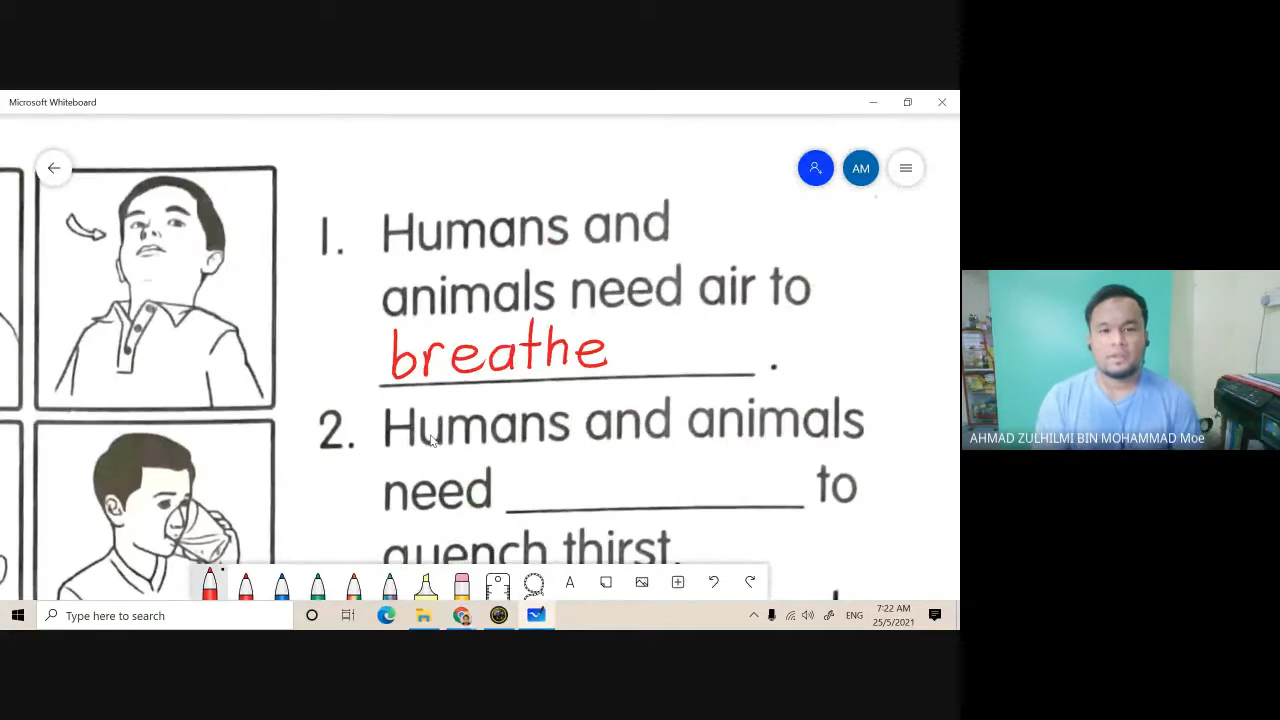 Microsoft Whiteboard
AM
1. Humans and
animals need air to
breathe .
2. Humans and animals
need ____________ to
quench thirst.
AHMAD ZULHILMI BIN MOHAMMAD Moe
A
Type here to search
ENG
7:22 AM
25/5/2021